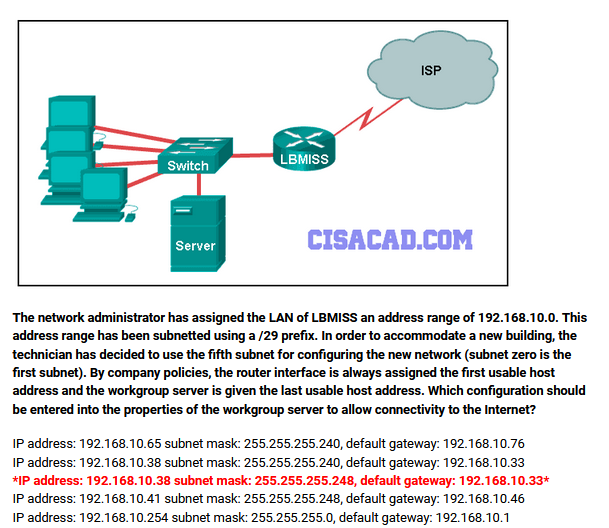 ISP
Switch
LBMISS
Server
CISACAD.COM
The network administrator has assigned the LAN of LBMISS an address range of 192.168.10.0. This
address range has been subnetted using a /29 prefix. In order to accommodate a new building, the
technician has decided to use the fifth subnet for configuring the new network (subnet zero is the
first subnet). By company policies, the router interface is always assigned the first usable host
address and the workgroup server is given the last usable host address. Which configuration should
be entered into the properties of the workgroup server to allow connectivity to the Internet?
IP address: 192.168.10.65 subnet mask: 255.255.255.240, default gateway: 192.168.10.76
IP address: 192.168.10.38 subnet mask: 255.255.255.240, default gateway: 192.168.10.33
*IP address: 192.168.10.38 subnet mask: 255.255.255.248, default gateway: 192.168.10.33*
IP address: 192.168.10.41 subnet mask: 255.255.255.248, default gateway: 192.168.10.46
IP address: 192.168.10.254 subnet mask: 255.255.255.0, default gateway: 192.168.10.1